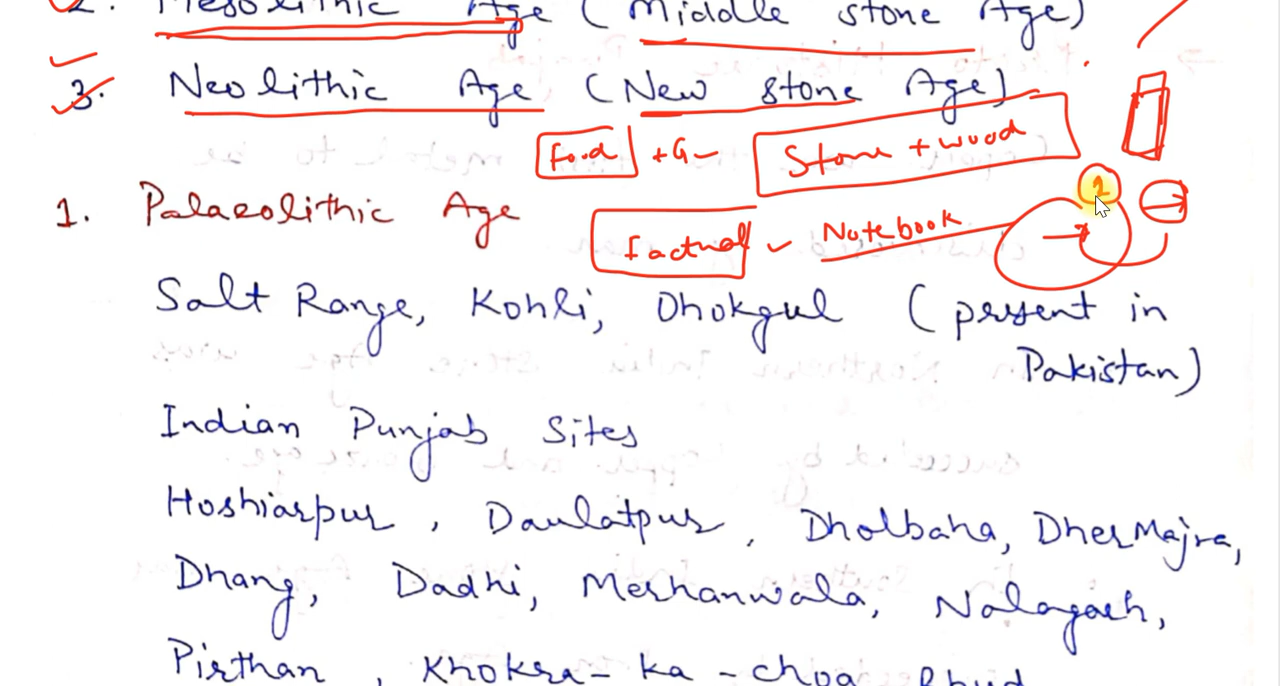 2. Mesolithic Age (Middle stone Age)
3. Neolithic Age (New stone Age)
Food + G Stone + wood
1. Palaeolithic Age
Factual Notebook
1
Salt Range, Kohli, Dhokgul (present in
Pakistan)
Indian Punjab Sites
Hoshiarpur, Daulatpur, Dholbaha, DherMajra,
Dhang, Dadhi, Merhanwala, Nalagarh,
Pirthan, Khokra-ka-choa